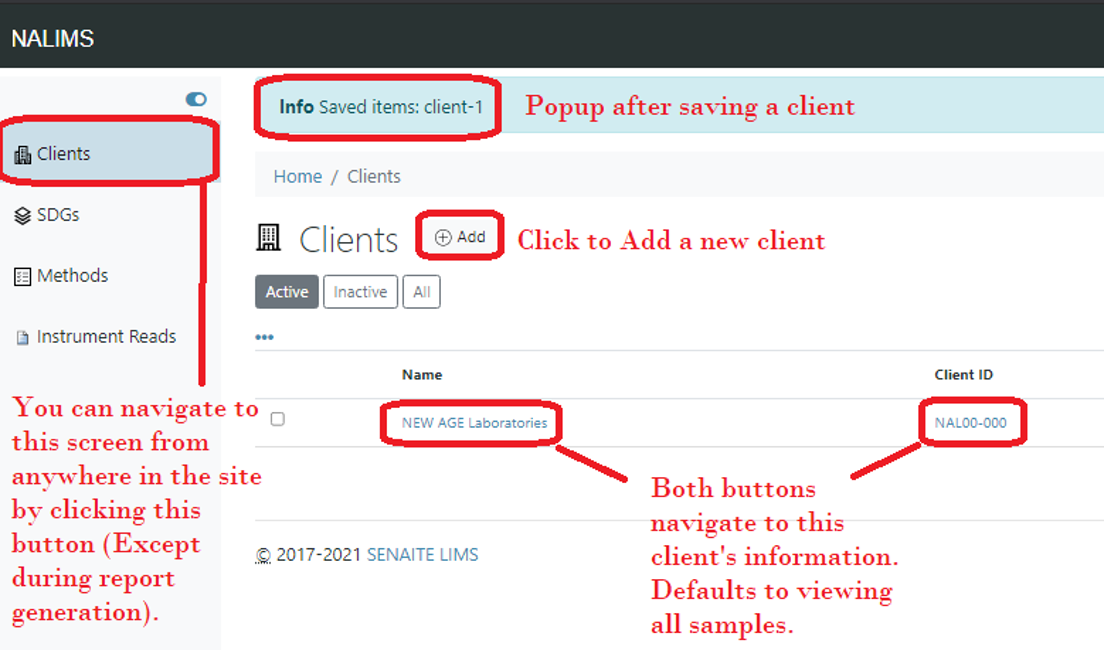 NALIMS
Info Saved items: client-1
Popup after saving a client
Clients
Home / Clients
SDGs
Clients
Add
Click to Add a new client
Methods
Active
Inactive
All
Instrument Reads
Name
Client ID
You can navigate to
this screen from
anywhere in the site
by clicking this
button (Except
during report
generation).
NEW AGE Laboratories
NAL00-000
Both buttons
navigate to this
client's information.
Defaults to viewing
all samples.
© 2017-2021 SENAITE LIMS